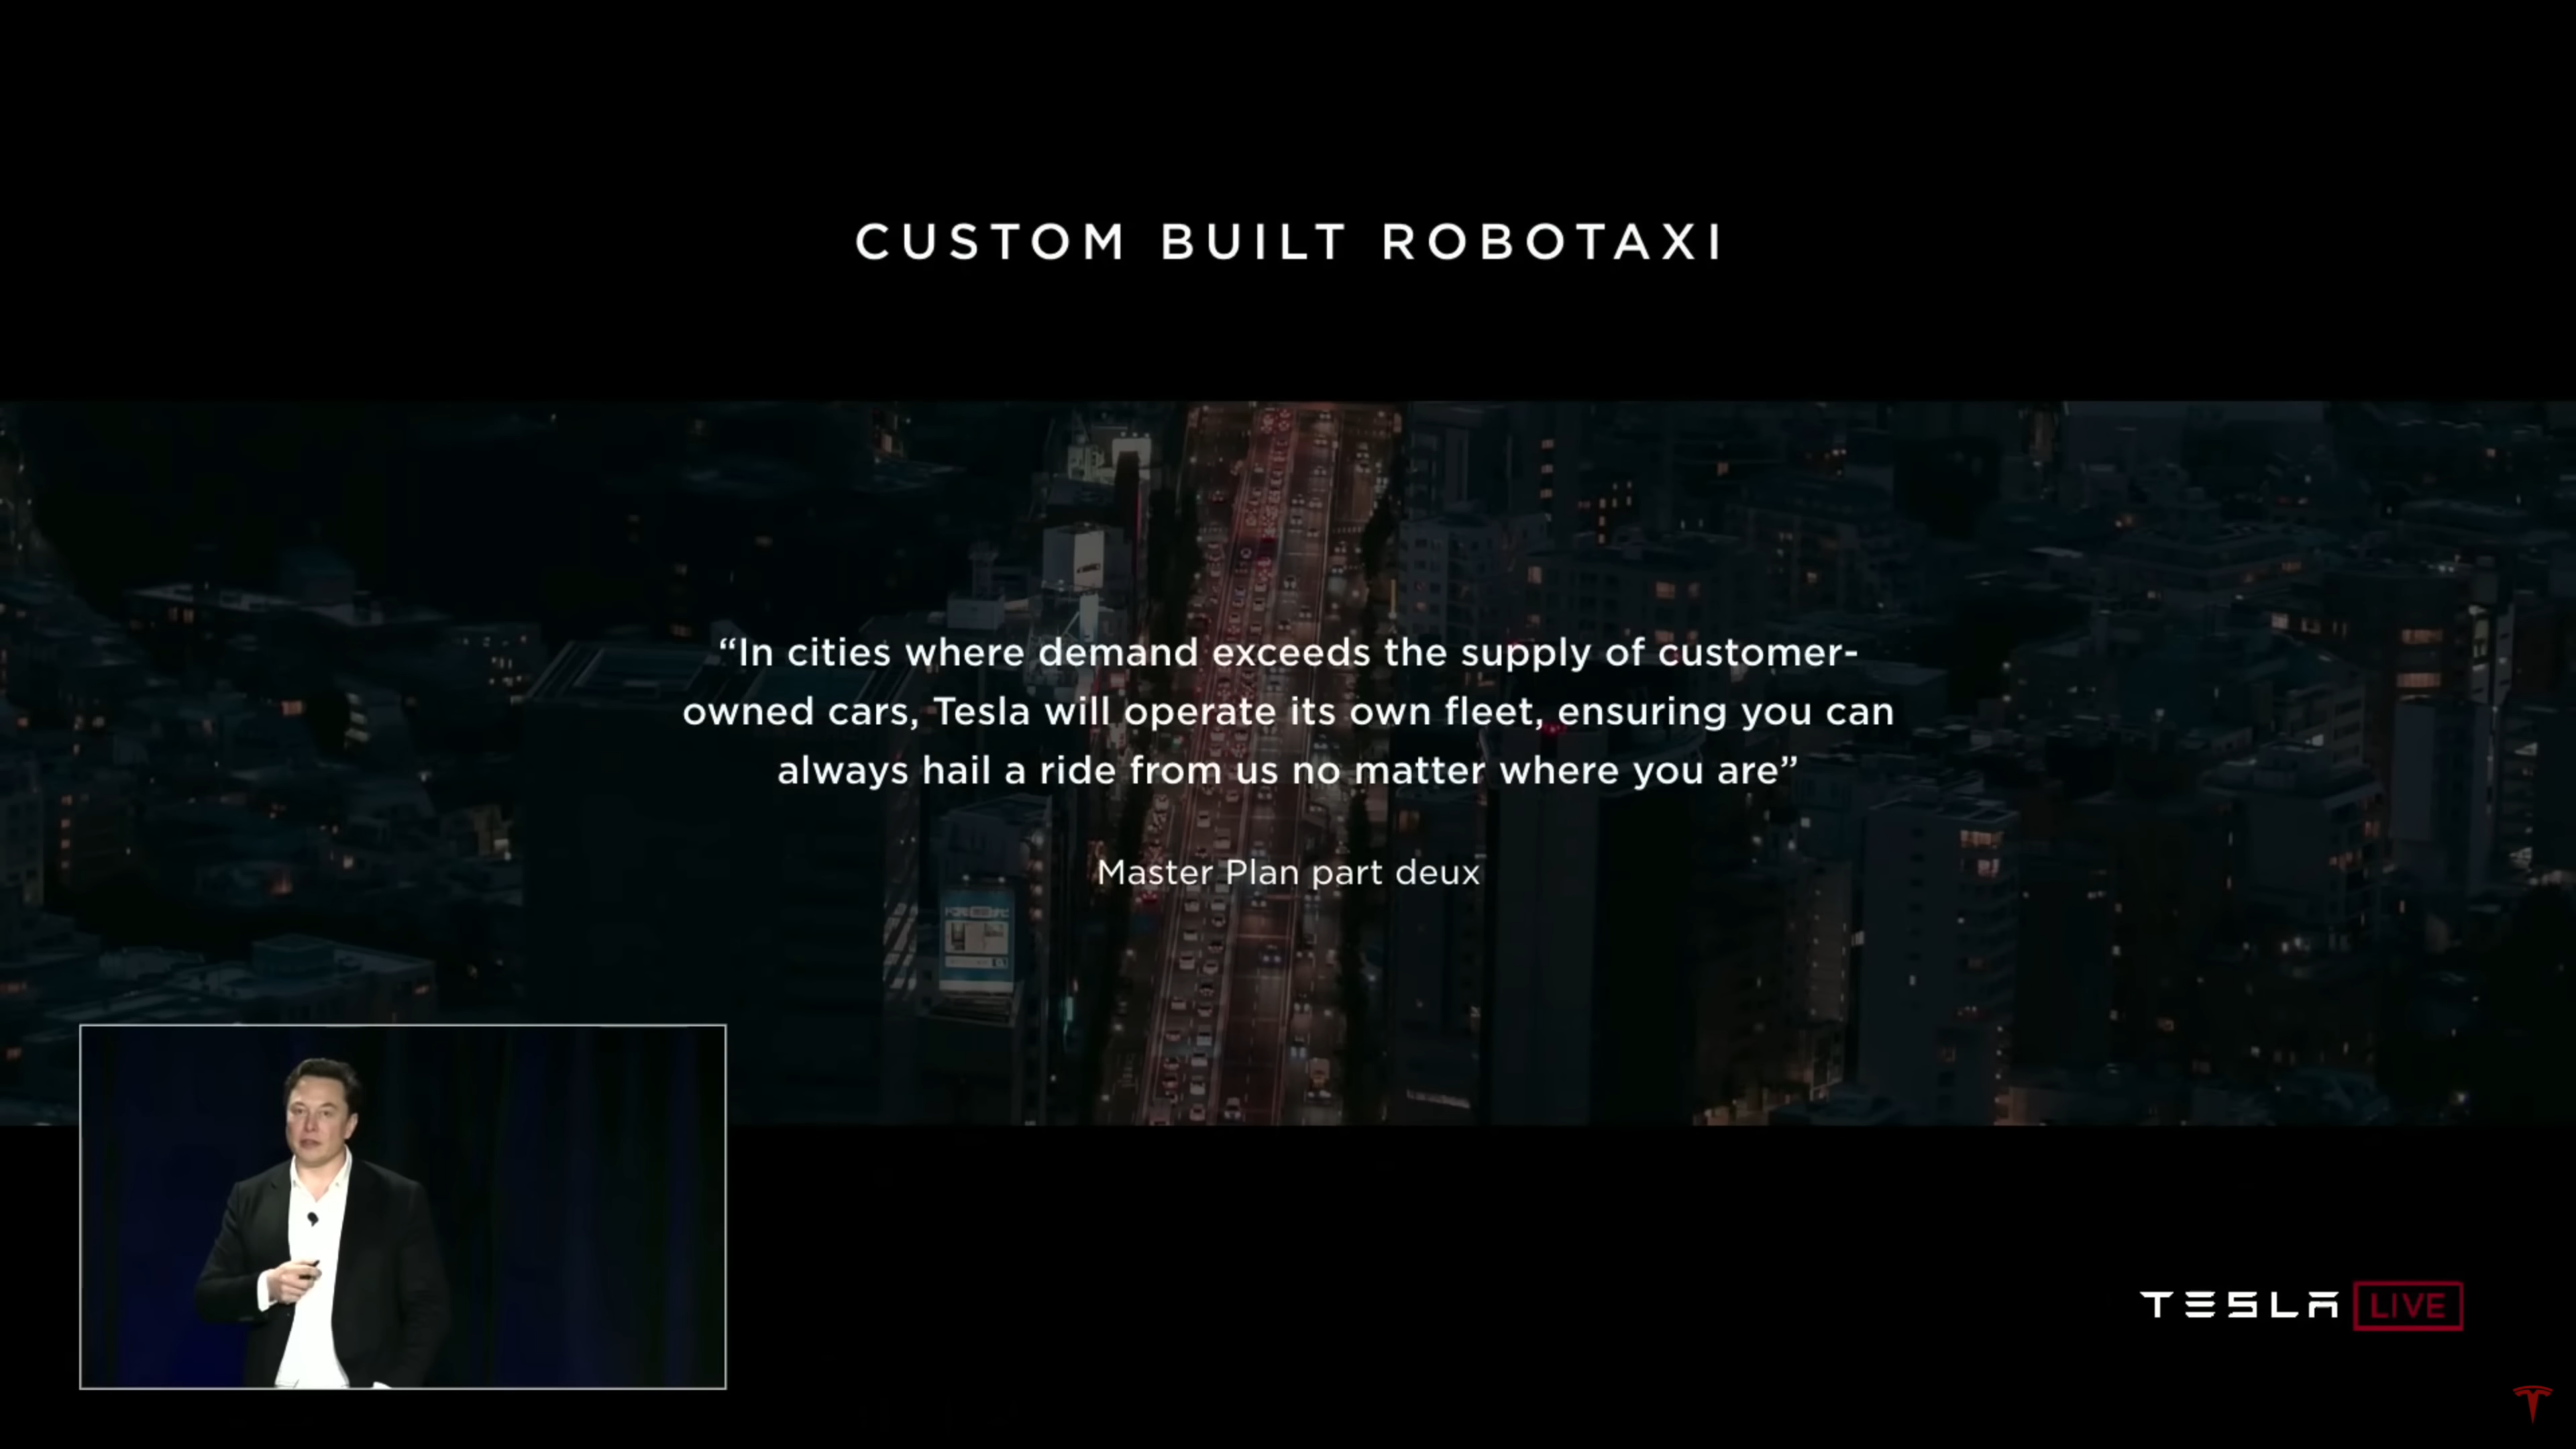 CUSTOM BUILT ROBOTAXI
“In cities where demand exceeds the supply of customer-
owned cars, Tesla will operate its own fleet, ensuring you can
always hail a ride from us no matter where you are”
Master Plan part deux
TESLA LIVE